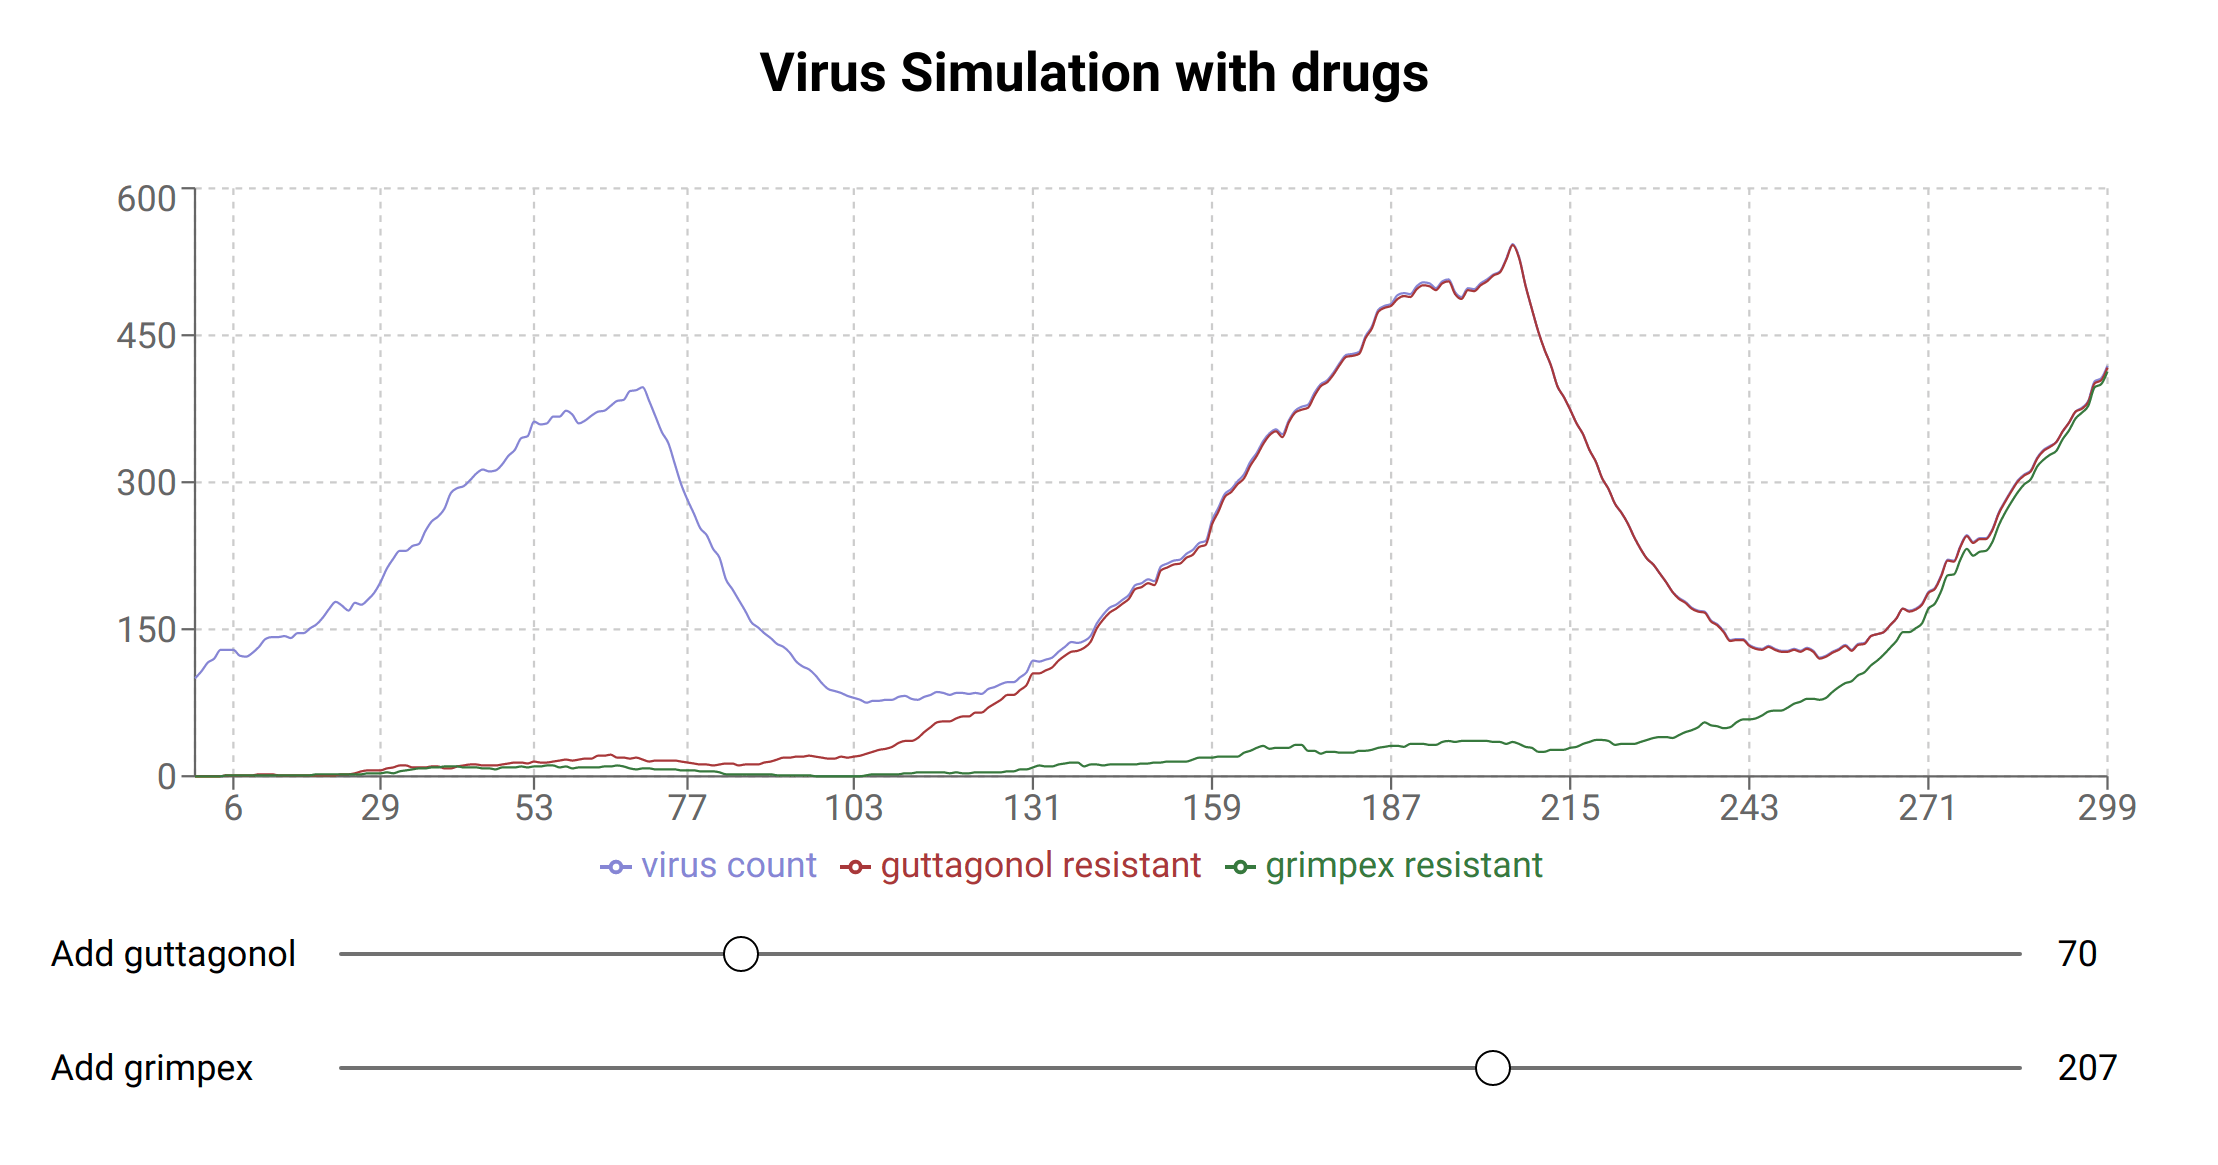 Virus Simulation with drugs
600
450
300
150
0
6 29 53 77 103 131 159 187 215 243 271 299
virus count guttagonol resistant grimpex resistant
Add guttagonol 70
Add grimpex 207